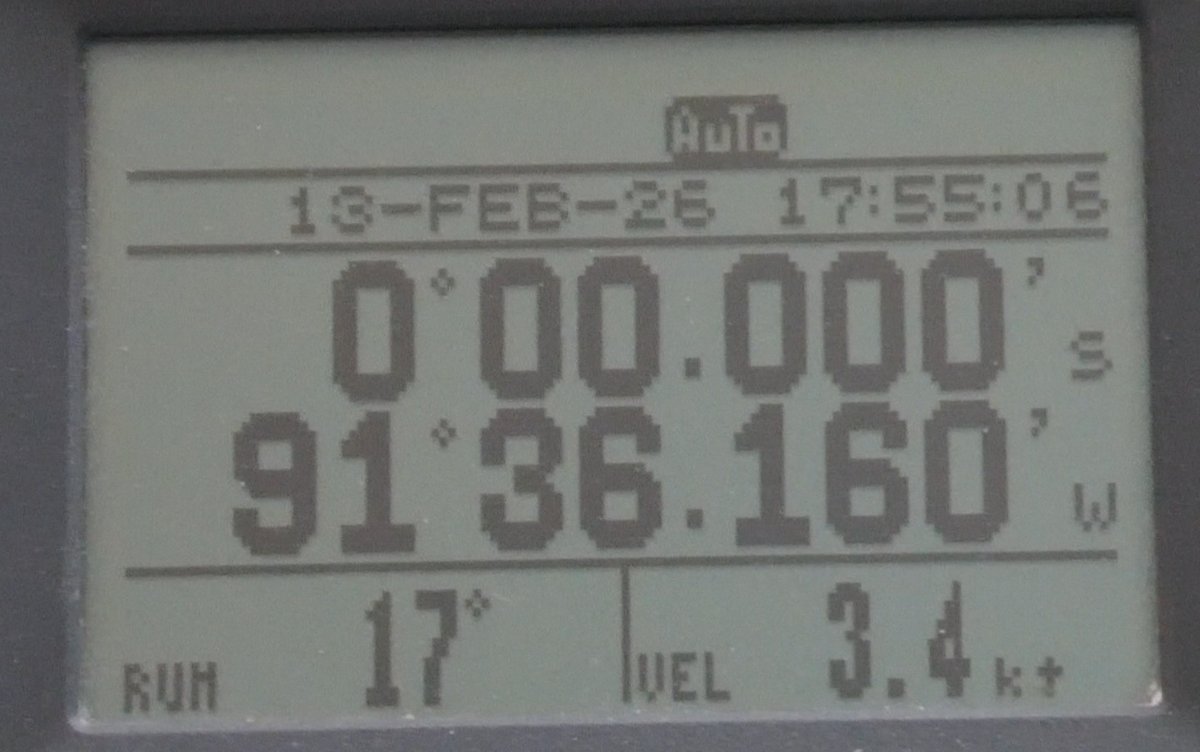 AuTo
13-FEB-26 17:55:06
0°00.000' S
91°36.160' W
RUM 17° VEL 3.4 kt